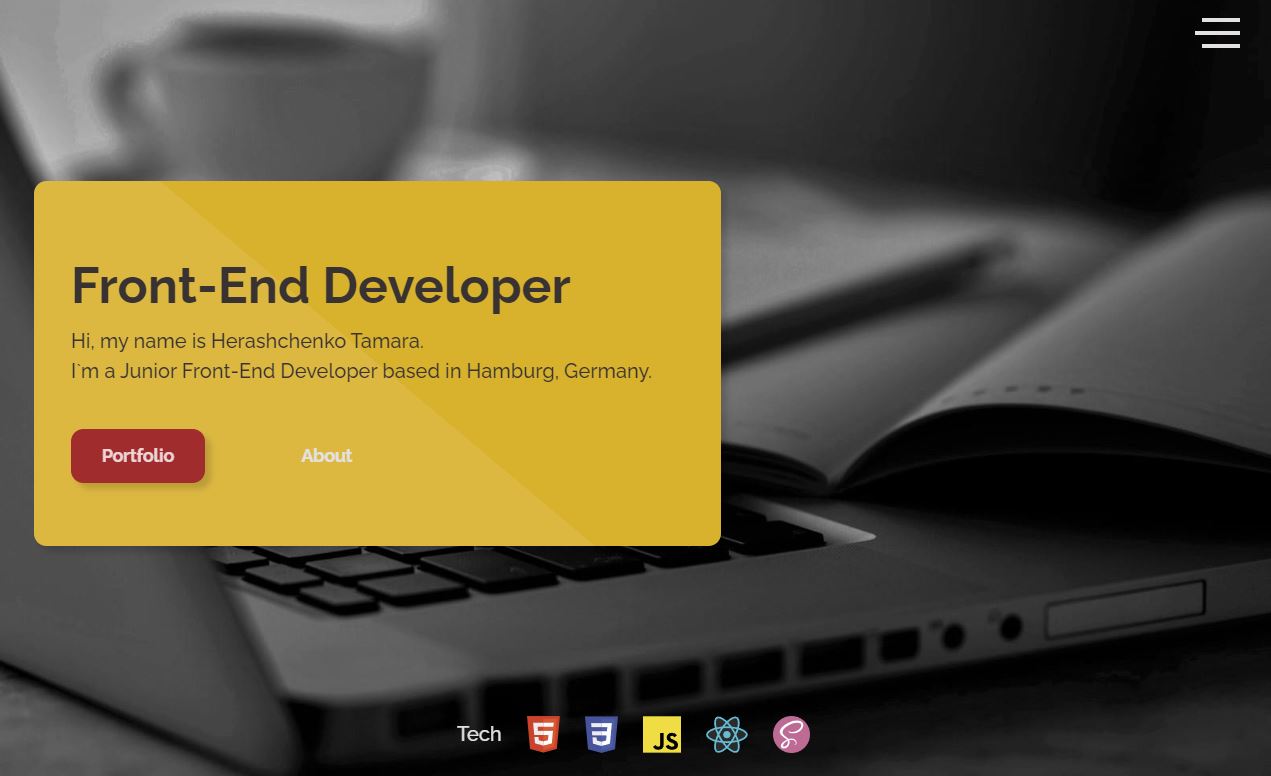 Front-End Developer
Hi, my name is Herashchenko Tamara.
I`m a Junior Front-End Developer based in Hamburg, Germany.
Portfolio About
Tech 5 3 JS